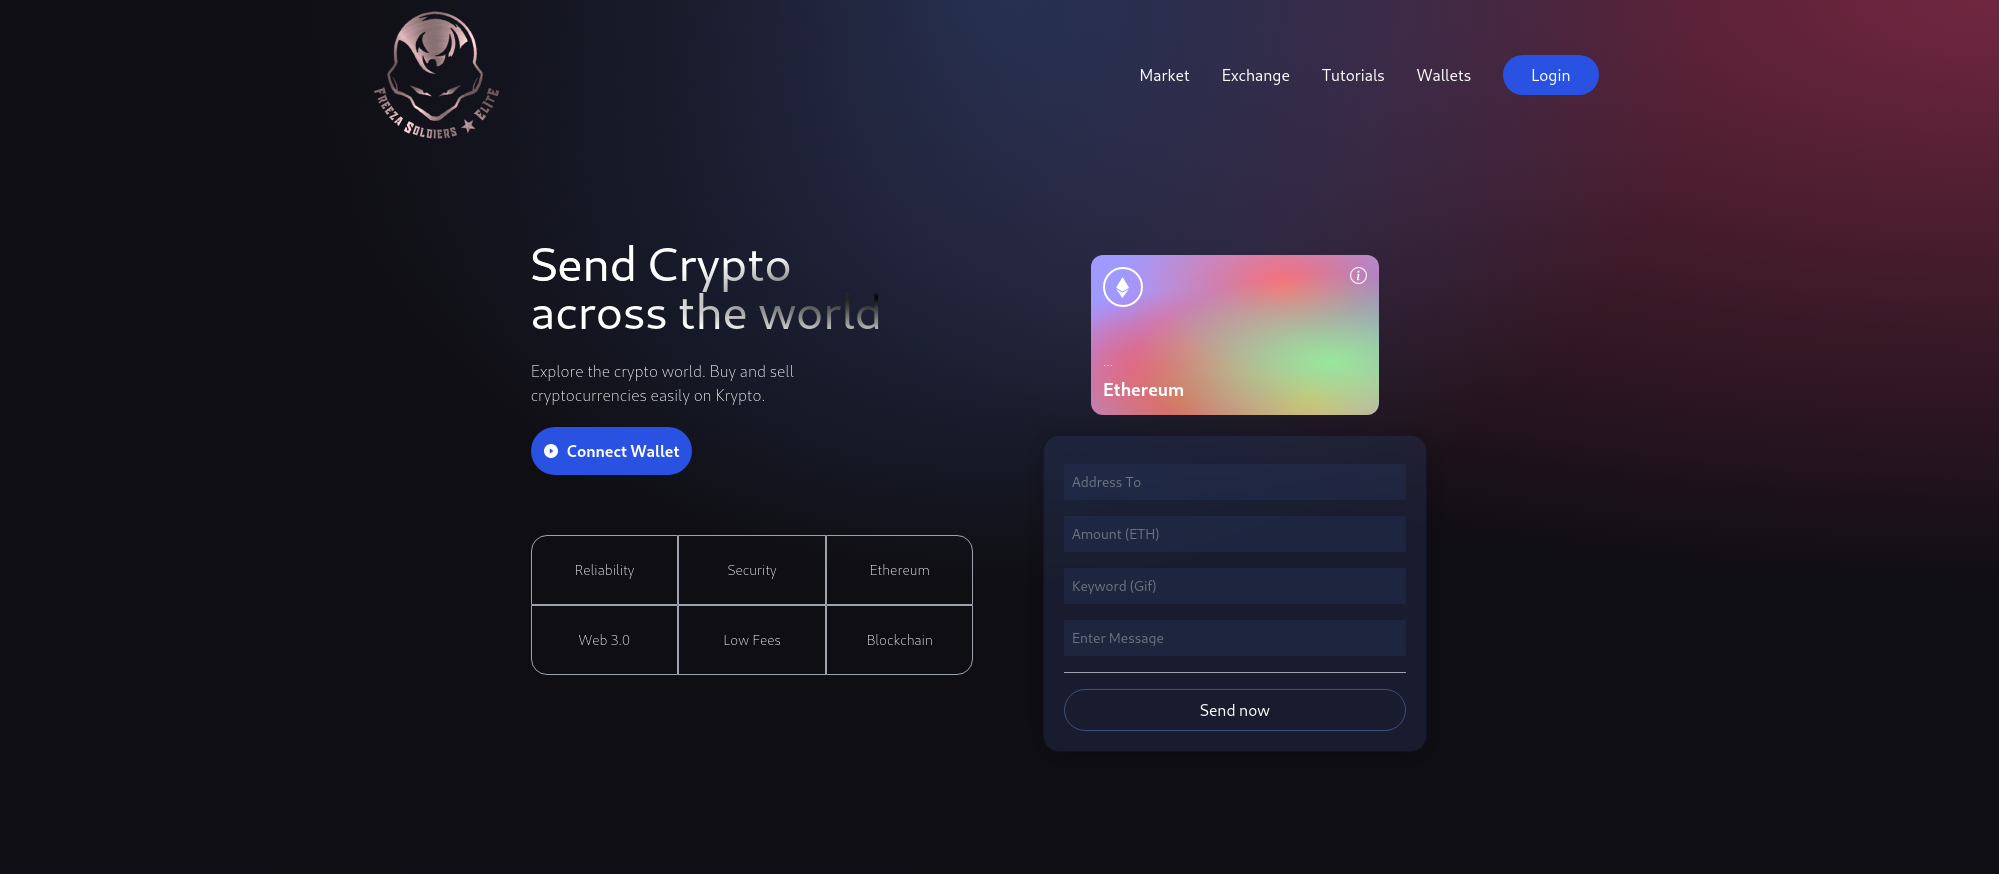 FREEZA SOLDIERS ★ ELITE
Market
Exchange
Tutorials
Wallets
Login
Send Crypto
across the world
Explore the crypto world. Buy and sell
cryptocurrencies easily on Krypto.
Connect Wallet
Reliability
Security
Ethereum
Web 3.0
Low Fees
Blockchain
...
Ethereum
Address To
Amount (ETH)
Keyword (Gif)
Enter Message
Send now